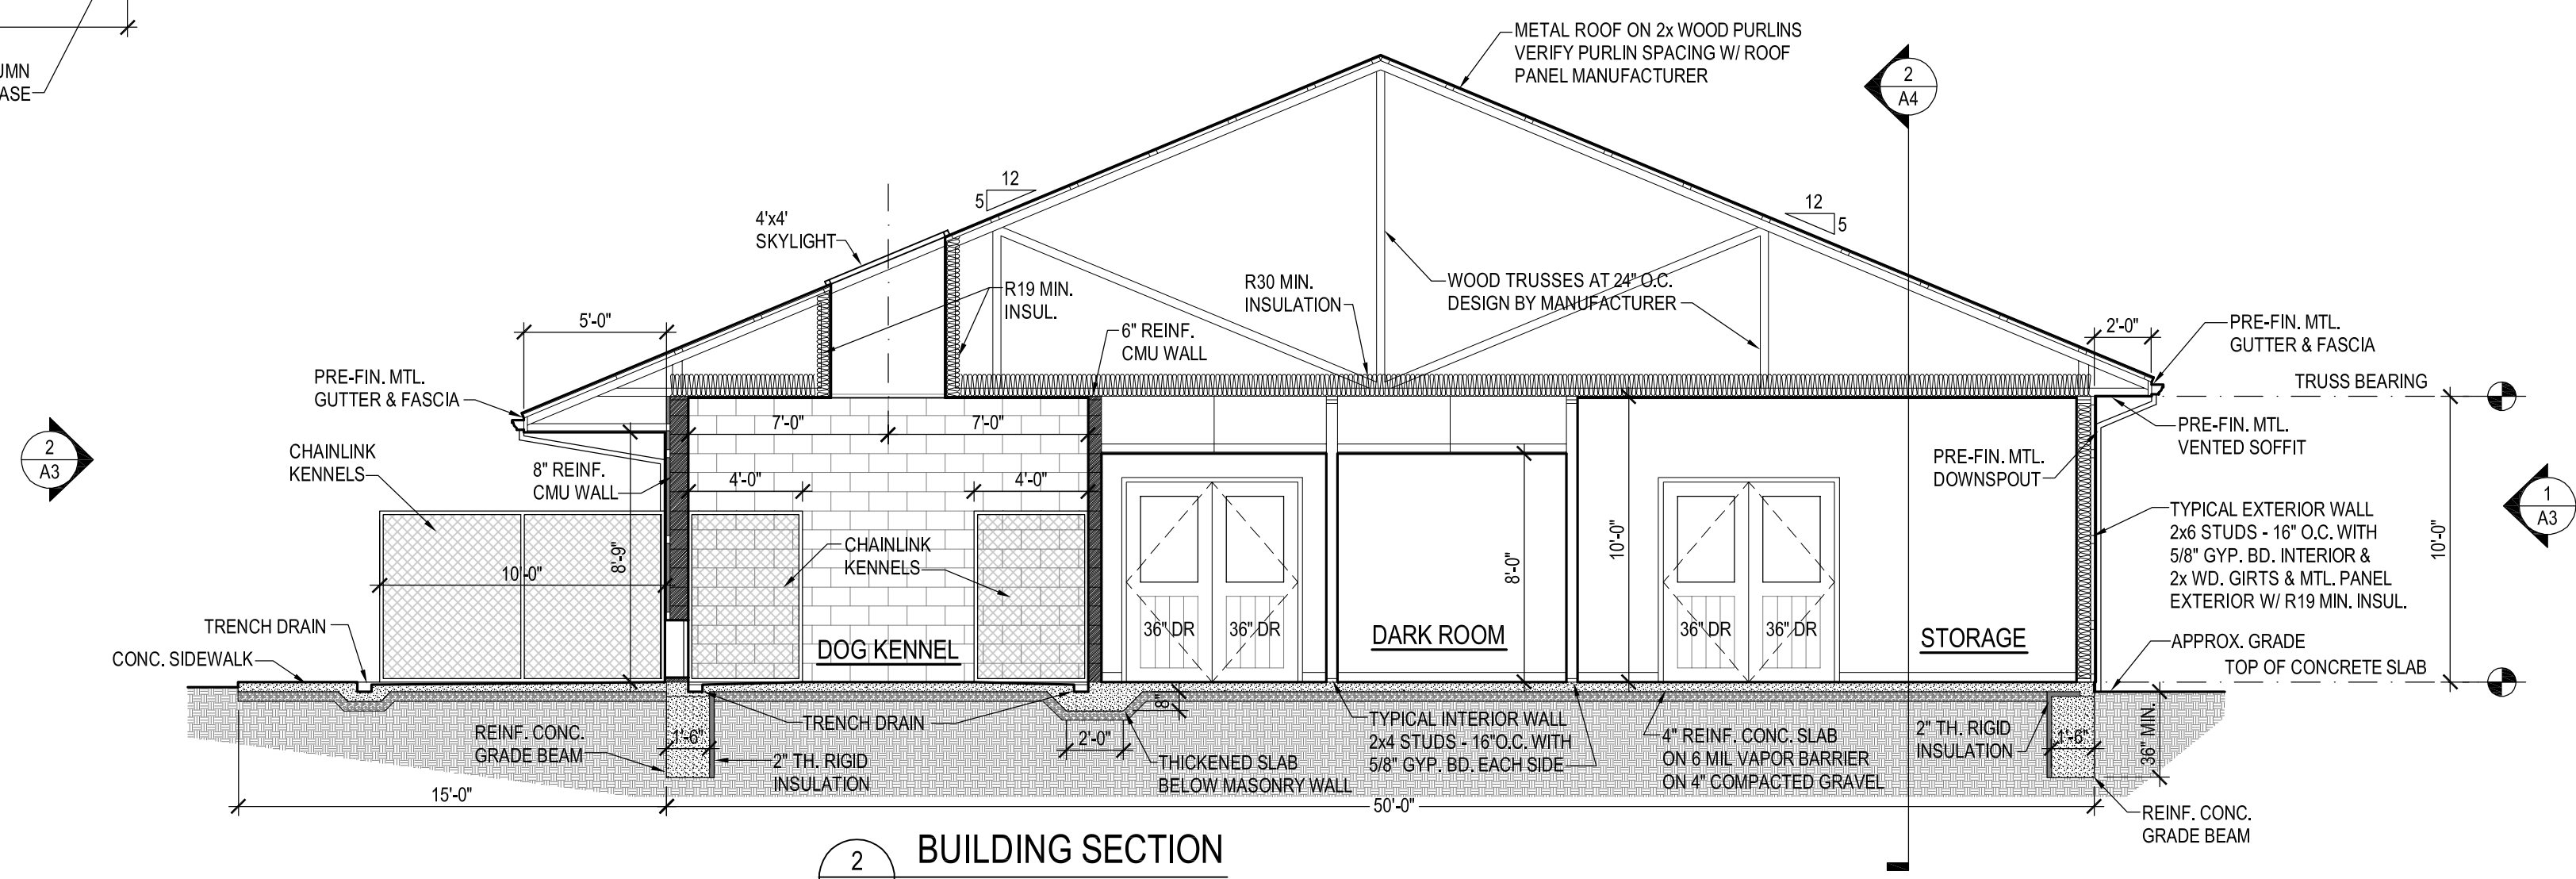 UMN
ASE
METAL ROOF ON 2x WOOD PURLINS
VERIFY PURLIN SPACING W/ ROOF
PANEL MANUFACTURER
2
A4
12
5
12
5
4'x4'
SKYLIGHT
R19 MIN.
INSUL.
R30 MIN.
INSULATION
WOOD TRUSSES AT 24" O.C.
DESIGN BY MANUFACTURER
6" REINF.
CMU WALL
5'-0"
2'-0"
PRE-FIN. MTL.
GUTTER & FASCIA
PRE-FIN. MTL.
GUTTER & FASCIA
TRUSS BEARING
PRE-FIN. MTL.
VENTED SOFFIT
PRE-FIN. MTL.
DOWNSPOUT
2
A3
CHAINLINK
KENNELS
8" REINF.
CMU WALL
7'-0"
7'-0"
4'-0"
4'-0"
CHAINLINK
KENNELS
10'-0"
8'-9"
DOG KENNEL
36" DR
36" DR
8'-0"
DARK ROOM
10'-0"
36" DR
36" DR
STORAGE
TYPICAL EXTERIOR WALL
2x6 STUDS - 16" O.C. WITH
5/8" GYP. BD. INTERIOR &
2x WD. GIRTS & MTL. PANEL
EXTERIOR W/ R19 MIN. INSUL.
10'-0"
1
A3
TRENCH DRAIN
CONC. SIDEWALK
APPROX. GRADE
TOP OF CONCRETE SLAB
REINF. CONC.
GRADE BEAM
1'-6"
2" TH. RIGID
INSULATION
TRENCH DRAIN
2'-0"
8"
THICKENED SLAB
BELOW MASONRY WALL
TYPICAL INTERIOR WALL
2x4 STUDS - 16"O.C. WITH
5/8" GYP. BD. EACH SIDE
4" REINF. CONC. SLAB
ON 6 MIL VAPOR BARRIER
ON 4" COMPACTED GRAVEL
2" TH. RIGID
INSULATION
1'-6"
36" MIN.
REINF. CONC.
GRADE BEAM
15'-0"
50'-0"
2
BUILDING SECTION